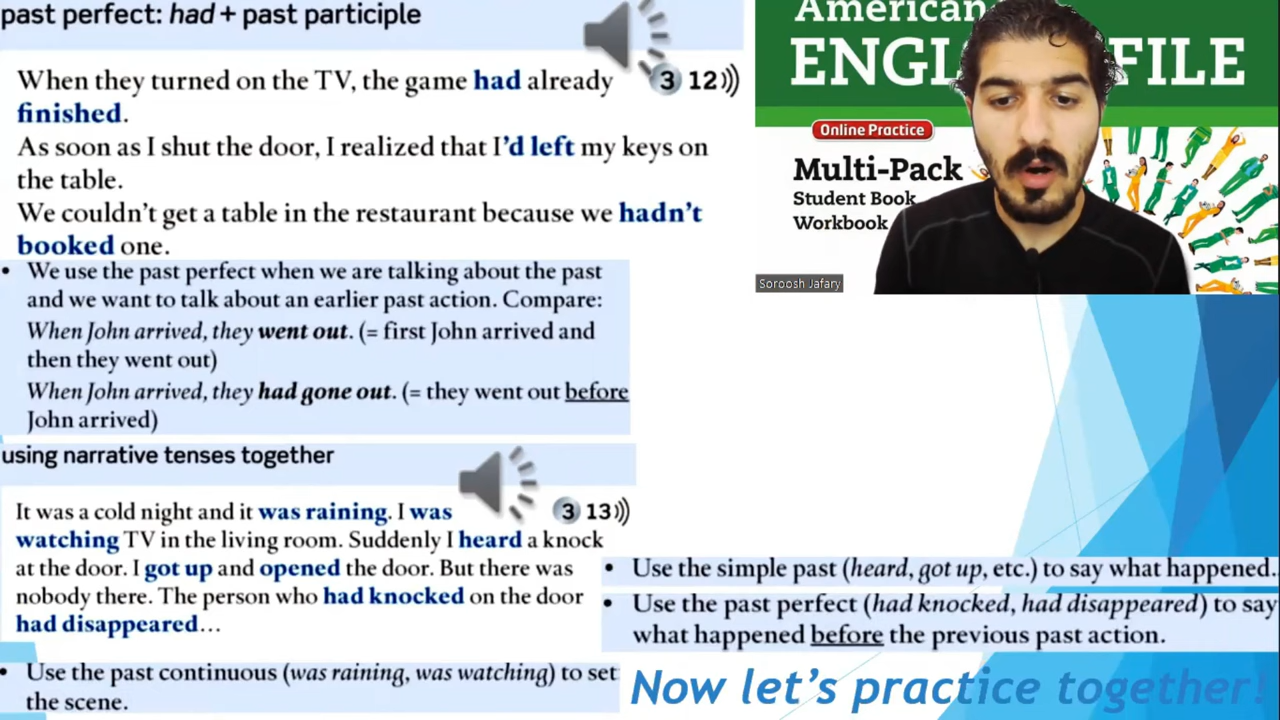 past perfect: had + past participle
When they turned on the TV, the game had already
finished.
3 12
As soon as I shut the door, I realized that I'd left my keys on
the table.
We couldn't get a table in the restaurant because we hadn't
booked one.
• We use the past perfect when we are talking about the past
and we want to talk about an earlier past action. Compare:
When John arrived, they went out. (= first John arrived and
then they went out)
When John arrived, they had gone out. (= they went out before
John arrived)
using narrative tenses together
3 13
It was a cold night and it was raining. I was
watching TV in the living room. Suddenly I heard a knock
at the door. I got up and opened the door. But there was
nobody there. The person who had knocked on the door
had disappeared...
• Use the past continuous (was raining, was watching) to set
the scene.
American
ENGL FILE
Online Practice
Multi-Pack
Student Book
Workbook
Soroosh Jafary
• Use the simple past (heard, got up, etc.) to say what happened.
• Use the past perfect (had knocked, had disappeared) to say
what happened before the previous past action.
Now let's practice together!